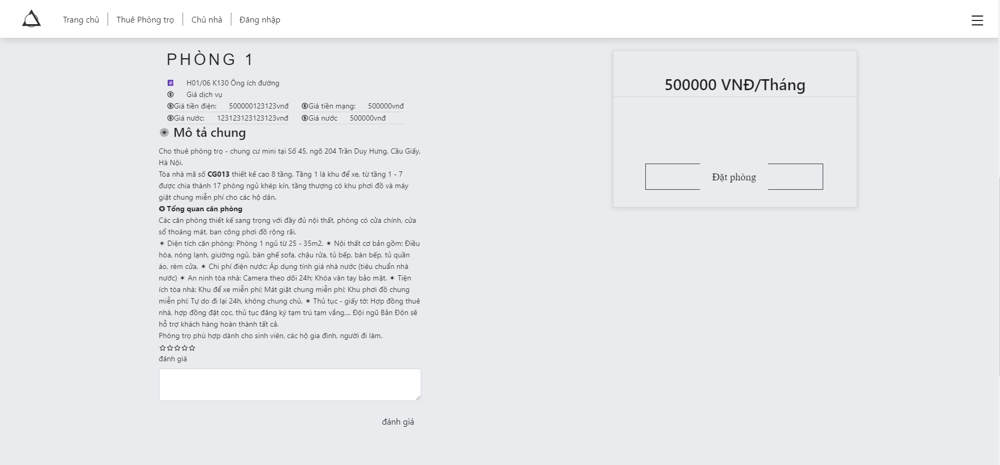 Trang chủ
Thuê Phòng trọ
Chủ nhà
Đăng nhập
PHÒNG 1
H01/06 K130 Ông ích đường
Giá dịch vụ
Giá tiền điện: 500000123123vnđ Giá tiền mạng: 500000vnđ
Giá nước: 123123123123123vnđ Giá nước 500000vnđ
Mô tả chung
Cho thuê phòng trọ - chung cư mini tại Số 45, ngõ 204 Trần Duy Hưng, Cầu Giấy,
Hà Nội.
Tòa nhà mã số CG013 thiết kế cao 8 tầng. Tầng 1 là khu để xe, từ tầng 1 - 7
được chia thành 17 phòng ngủ khép kín, tầng thượng có khu phơi đồ và máy
giặt chung miễn phí cho các hộ dân.
✪ Tổng quan căn phòng
Các căn phòng thiết kế sang trọng với đầy đủ nội thất, phòng có cửa chính, cửa
sổ thoáng mát, ban công phơi đồ rộng rãi.
✶ Diện tích căn phòng: Phòng 1 ngủ từ 25 - 35m2. ✶ Nội thất cơ bản gồm: Điều
hòa, nóng lạnh, giường ngủ, bàn ghế sofa, chậu rửa, tủ bếp, bàn bếp, tủ quần
áo, rèm cửa. ✶ Chi phí điện nước: Áp dụng tính giá nhà nước (tiêu chuẩn nhà
nước) ✶ An ninh tòa nhà: Camera theo dõi 24h; Khóa vân tay bảo mật. ✶ Tiện
ích tòa nhà: Khu để xe miễn phí; Mát giặt chung miễn phí; Khu phơi đồ chung
miễn phí; Tự do đi lại 24h, không chung chủ. ✶ Thủ tục - giấy tờ: Hợp đồng thuê
nhà, hợp đồng đặt cọc, thủ tục đăng ký tạm trú tạm vắng,... Đội ngũ Bản Đôn sẽ
hỗ trợ khách hàng hoàn thành tất cả.
Phòng trọ phù hợp dành cho sinh viên, các hộ gia đình, người đi làm.
đánh giá
đánh giá
500000 VNĐ/Tháng
Đặt phòng